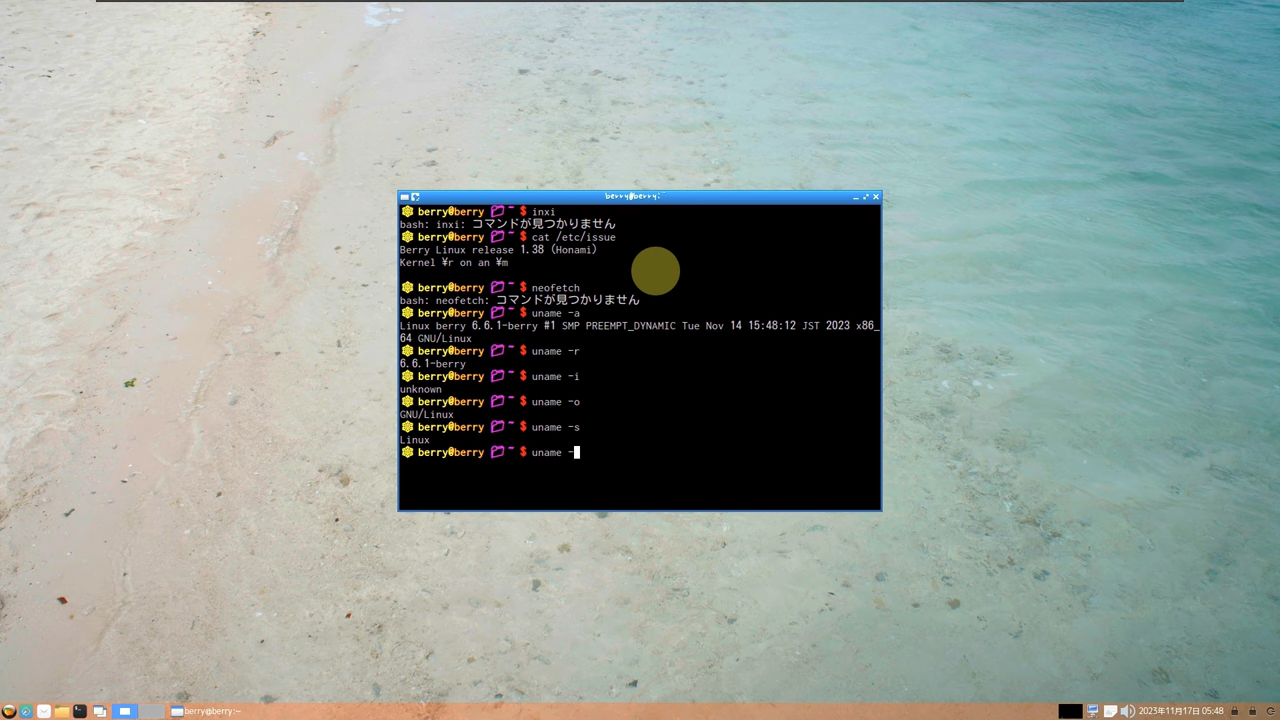 berry@berry:~
berry@berry ~ $ inxi
bash: inxi: コマンドが見つかりません
berry@berry ~ $ cat /etc/issue
Berry Linux release 1.38 (Honami)
Kernel ¥r on an ¥m
berry@berry ~ $ neofetch
bash: neofetch: コマンドが見つかりません
berry@berry ~ $ uname -a
Linux berry 6.6.1-berry #1 SMP PREEMPT_DYNAMIC Tue Nov 14 15:48:12 JST 2023 x86_
64 GNU/Linux
berry@berry ~ $ uname -r
6.6.1-berry
berry@berry ~ $ uname -i
unknown
berry@berry ~ $ uname -o
GNU/Linux
berry@berry ~ $ uname -s
Linux
berry@berry ~ $ uname -
berry@berry:~
2023年11月17日 05:48